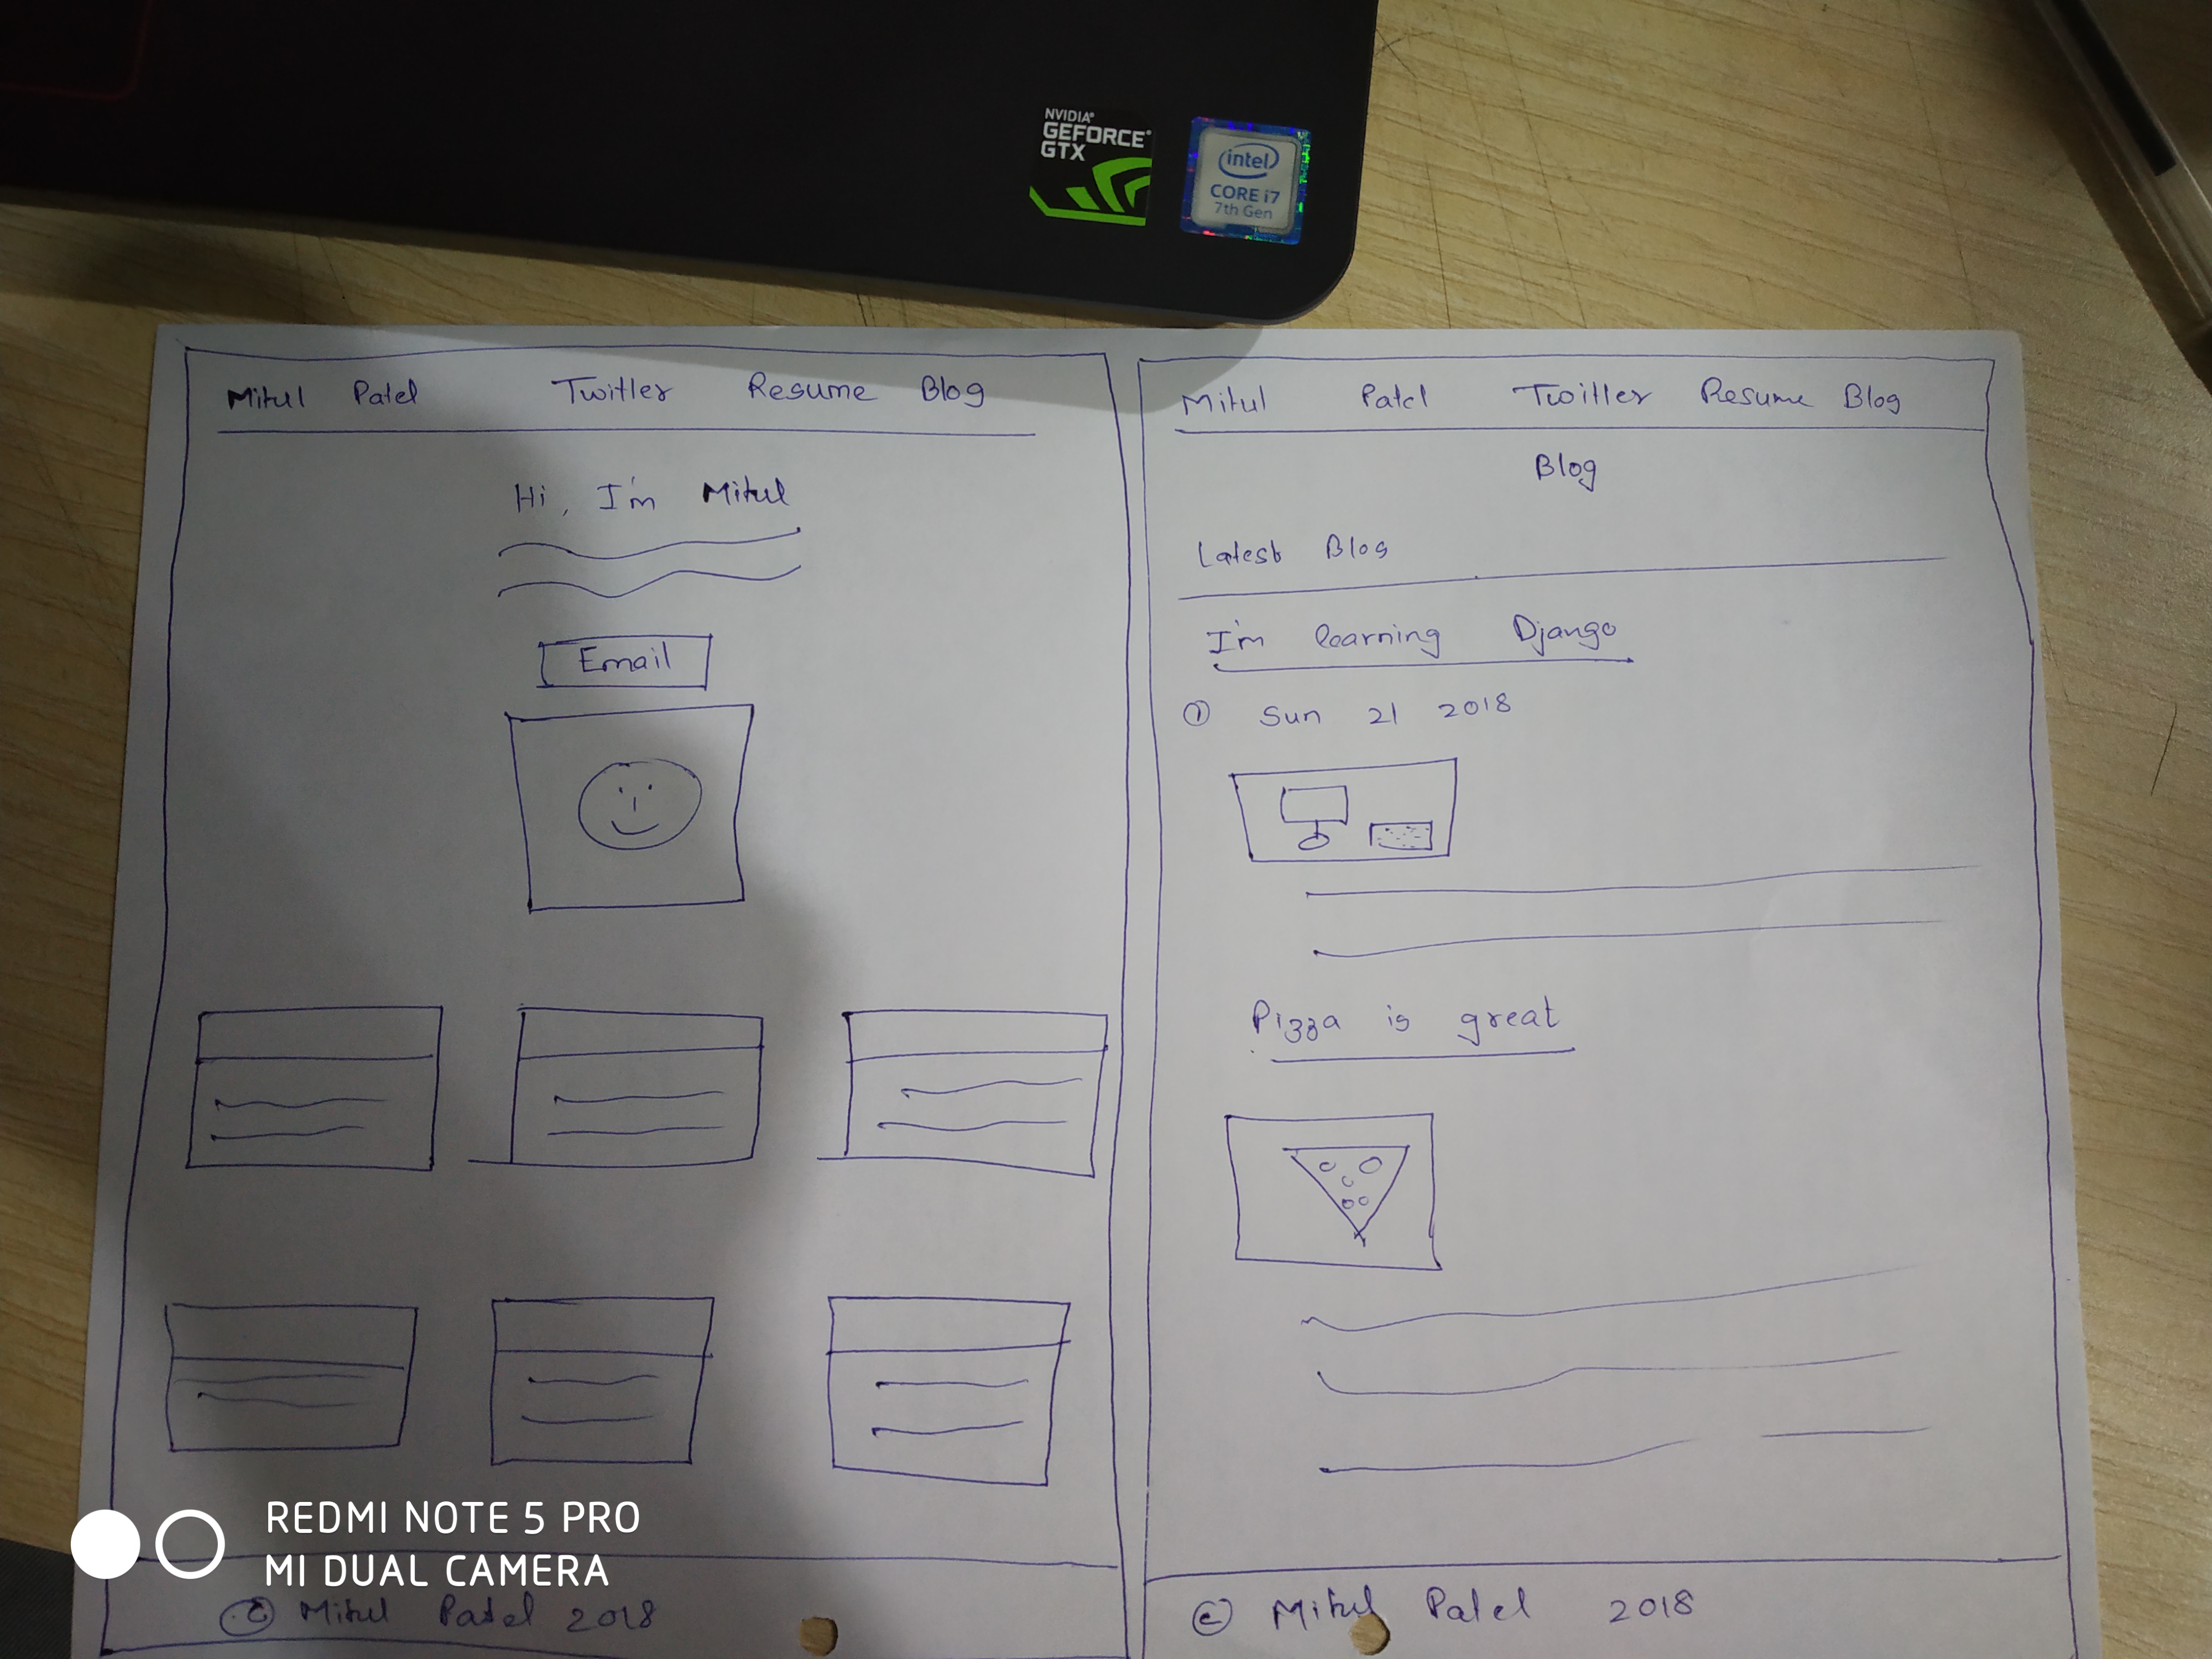 NVIDIA®
GEFORCE®
GTX
intel
CORE i7
7th Gen
Mitul Patel Twitter Resume Blog
Hi, I'm Mitul
Email
© Mitul Patel 2018
Mitul Patel Twitter Resume Blog
Blog
Latest Blog
I'm learning Django
① Sun 21 2018
Pizza is great
© Mitul Patel 2018
REDMI NOTE 5 PRO
MI DUAL CAMERA